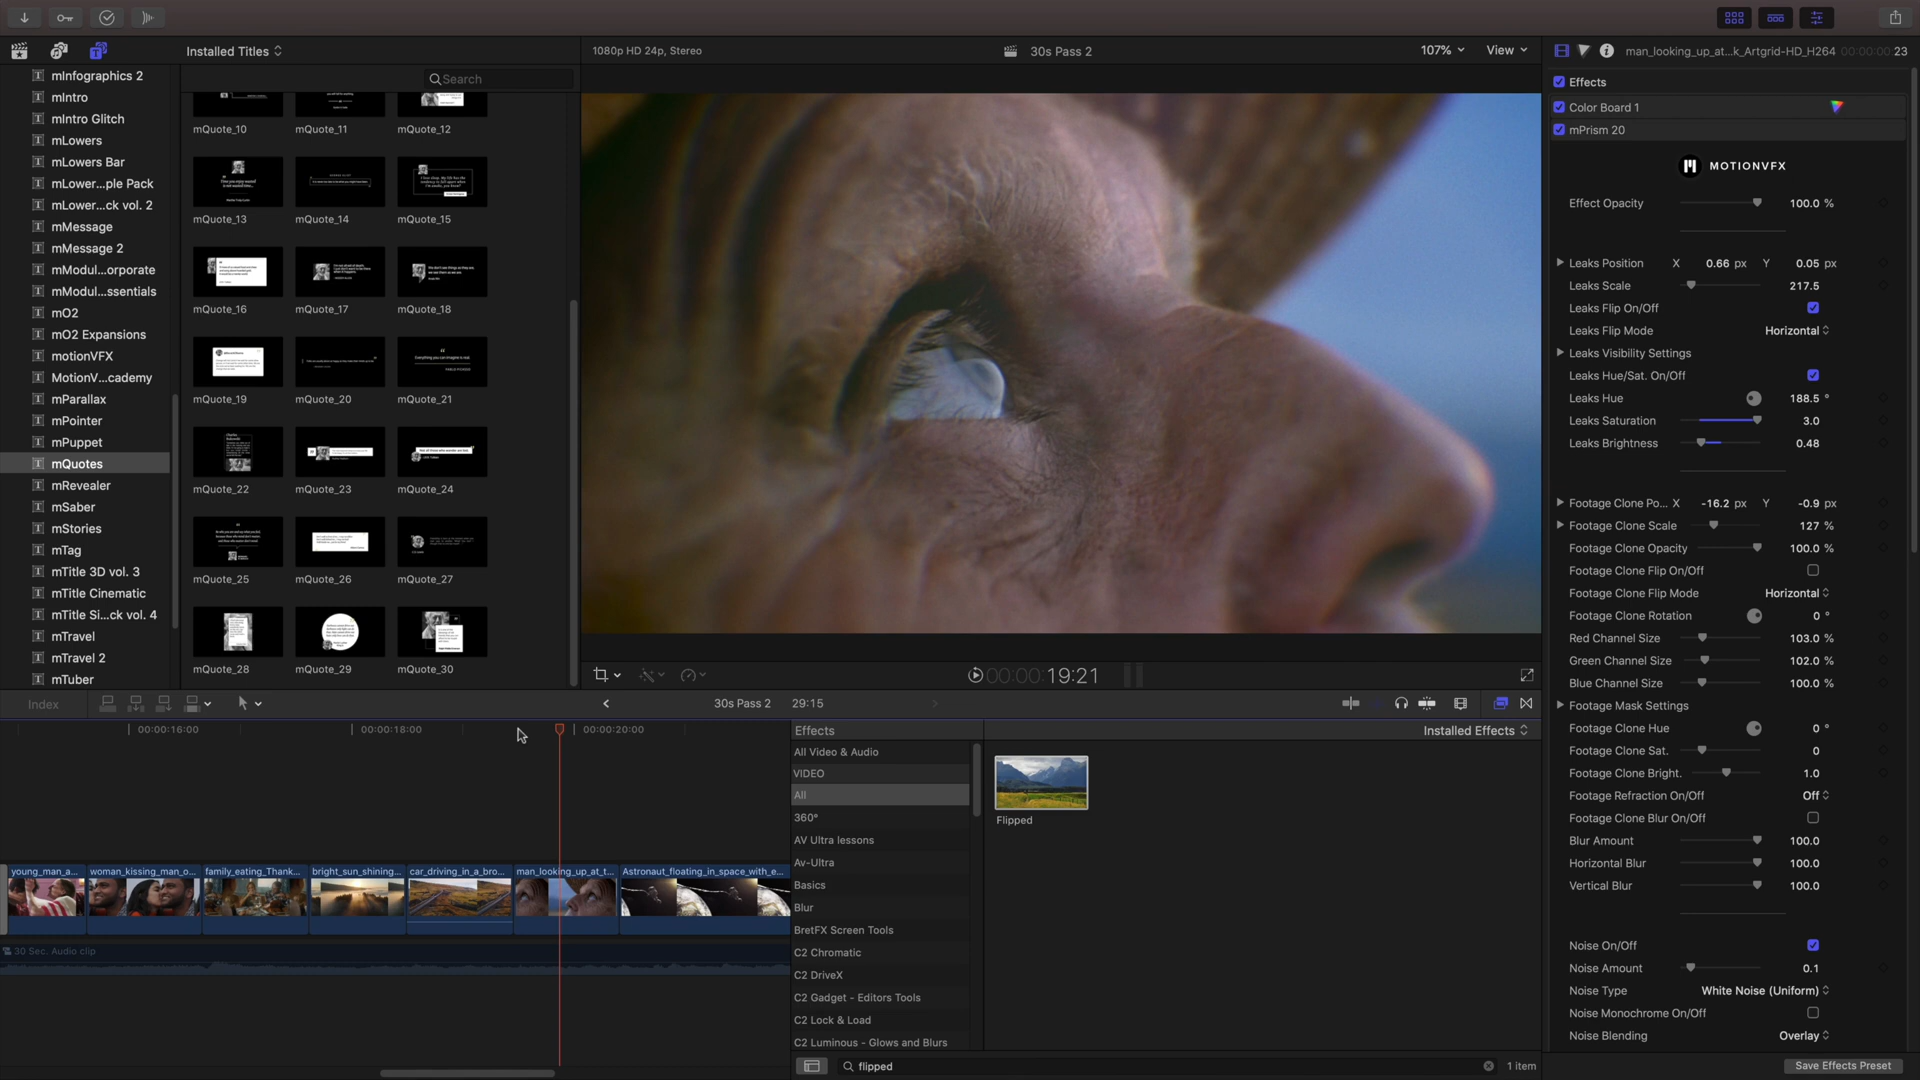 Installed Titles
1080p HD 24p, Stereo
30s Pass 2
107%
View
man_looking_up_at...k_Artgrid-HD_H264
00:00:00 23
Search
mInfographics 2
mIntro
mIntro Glitch
mLowers
mLowers Bar
mLower...ple Pack
mLower...ck vol. 2
mMessage
mMessage 2
mModul...orporate
mModul...ssentials
mO2
mO2 Expansions
motionVFX
MotionV...cademy
mParallax
mPointer
mPuppet
mQuotes
mRevealer
mSaber
mStories
mTag
mTitle 3D vol. 3
mTitle Cinematic
mTitle Si...ck vol. 4
mTravel
mTravel 2
mTuber
mQuote_10
mQuote_11
mQuote_12
mQuote_13
mQuote_14
mQuote_15
mQuote_16
mQuote_17
mQuote_18
mQuote_19
mQuote_20
mQuote_21
mQuote_22
mQuote_23
mQuote_24
mQuote_25
mQuote_26
mQuote_27
mQuote_28
mQuote_29
mQuote_30
00:00:00:19:21
Effects
Color Board 1
mPrism 20
MOTIONVFX
Effect Opacity 100.0 %
Leaks Position X 0.66 px Y 0.05 px
Leaks Scale 217.5
Leaks Flip On/Off
Leaks Flip Mode Horizontal
Leaks Visibility Settings
Leaks Hue/Sat. On/Off
Leaks Hue 188.5 °
Leaks Saturation 3.0
Leaks Brightness 0.48
Footage Clone Po... X -16.2 px Y -0.9 px
Footage Clone Scale 127 %
Footage Clone Opacity 100.0 %
Footage Clone Flip On/Off
Footage Clone Flip Mode Horizontal
Footage Clone Rotation 0 °
Red Channel Size 103.0 %
Green Channel Size 102.0 %
Blue Channel Size 100.0 %
Footage Mask Settings
Footage Clone Hue 0 °
Footage Clone Sat. 0
Footage Clone Bright. 1.0
Footage Refraction On/Off Off
Footage Clone Blur On/Off
Blur Amount 100.0
Horizontal Blur 100.0
Vertical Blur 100.0
Noise On/Off
Noise Amount 0.1
Noise Type White Noise (Uniform)
Noise Monochrome On/Off
Noise Blending Overlay
Save Effects Preset
Index
30s Pass 2
29:15
00:00:16:00
00:00:18:00
00:00:20:00
young_man_a...
woman_kissing_man_o...
family_eating_Thank...
bright_sun_shining...
car_driving_in_a_bro...
man_looking_up_at_t...
Astronaut_floating_in_space_with_e...
30 Sec. Audio clip
Effects
Installed Effects
All Video & Audio
VIDEO
All
360°
AV Ultra lessons
Av-Ultra
Basics
Blur
BretFX Screen Tools
C2 Chromatic
C2 DriveX
C2 Gadget - Editors Tools
C2 Lock & Load
C2 Luminous - Glows and Blurs
Flipped
flipped
1 item